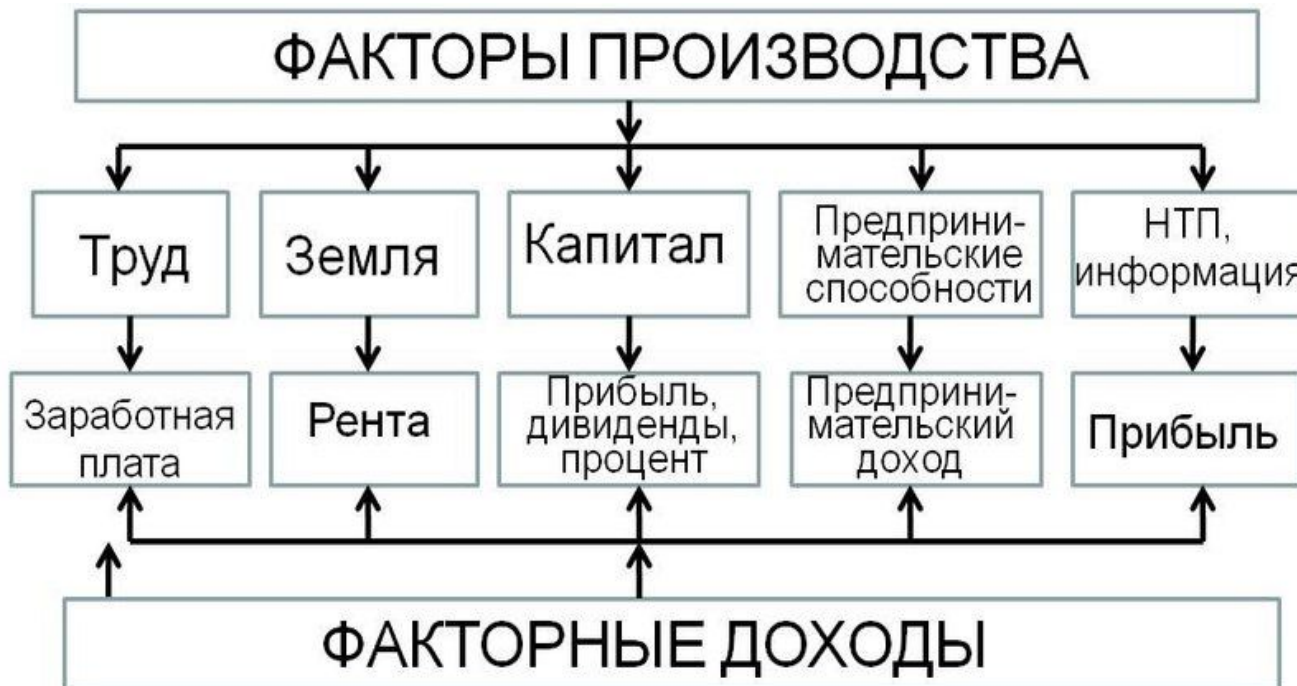 ФАКТОРЫ ПРОИЗВОДСТВА
Труд
Земля
Капитал
Предприни-
мательские
способности
НТП,
информация
Заработная
плата
Рента
Прибыль,
дивиденды,
процент
Предприни-
мательский
доход
Прибыль
ФАКТОРНЫЕ ДОХОДЫ